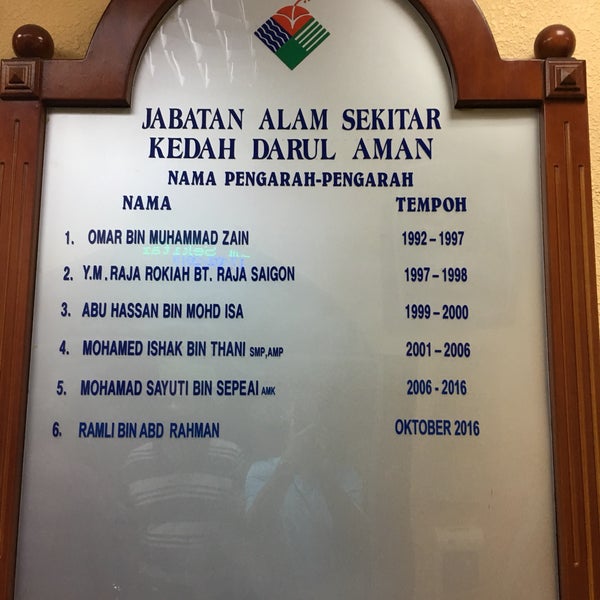 JABATAN ALAM SEKITAR
KEDAH DARUL AMAN
NAMA PENGARAH-PENGARAH
NAMA TEMPOH
1. OMAR BIN MUHAMMAD ZAIN 1992 – 1997
2. Y.M. RAJA ROKIAH BT. RAJA SAIGON 1997 – 1998
3. ABU HASSAN BIN MOHD ISA 1999 – 2000
4. MOHAMED ISHAK BIN THANI SMP,AMP 2001 – 2006
5. MOHAMAD SAYUTI BIN SEPEAI AMK 2006 - 2016
6. RAMLI BIN ABD RAHMAN OKTOBER 2016